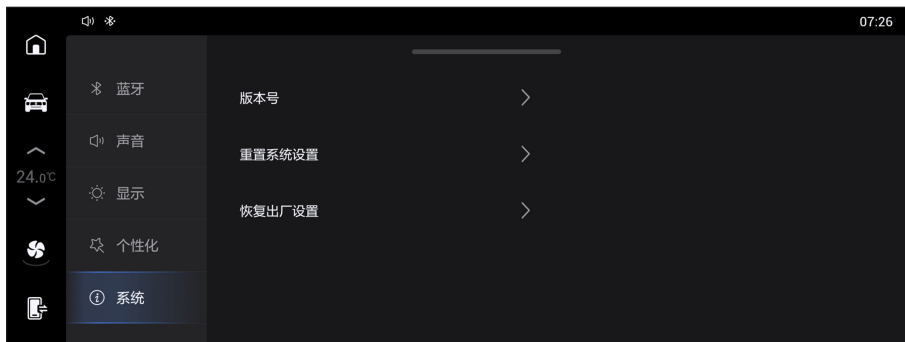 07:26
蓝牙
声音
显示
个性化
系统
版本号
重置系统设置
恢复出厂设置
24.0℃